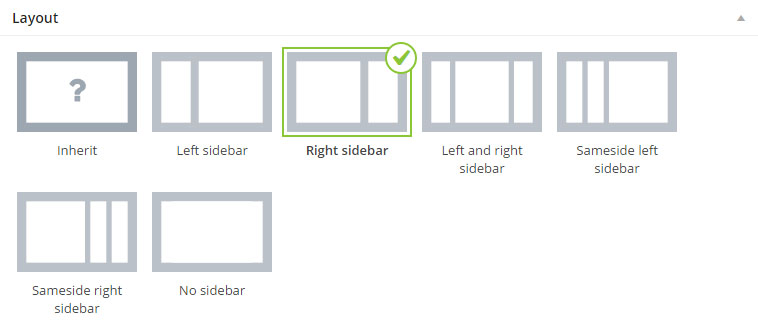 Layout
?
Inherit
Left sidebar
Right sidebar
Left and right
sidebar
Sameside left
sidebar
Sameside right
sidebar
No sidebar